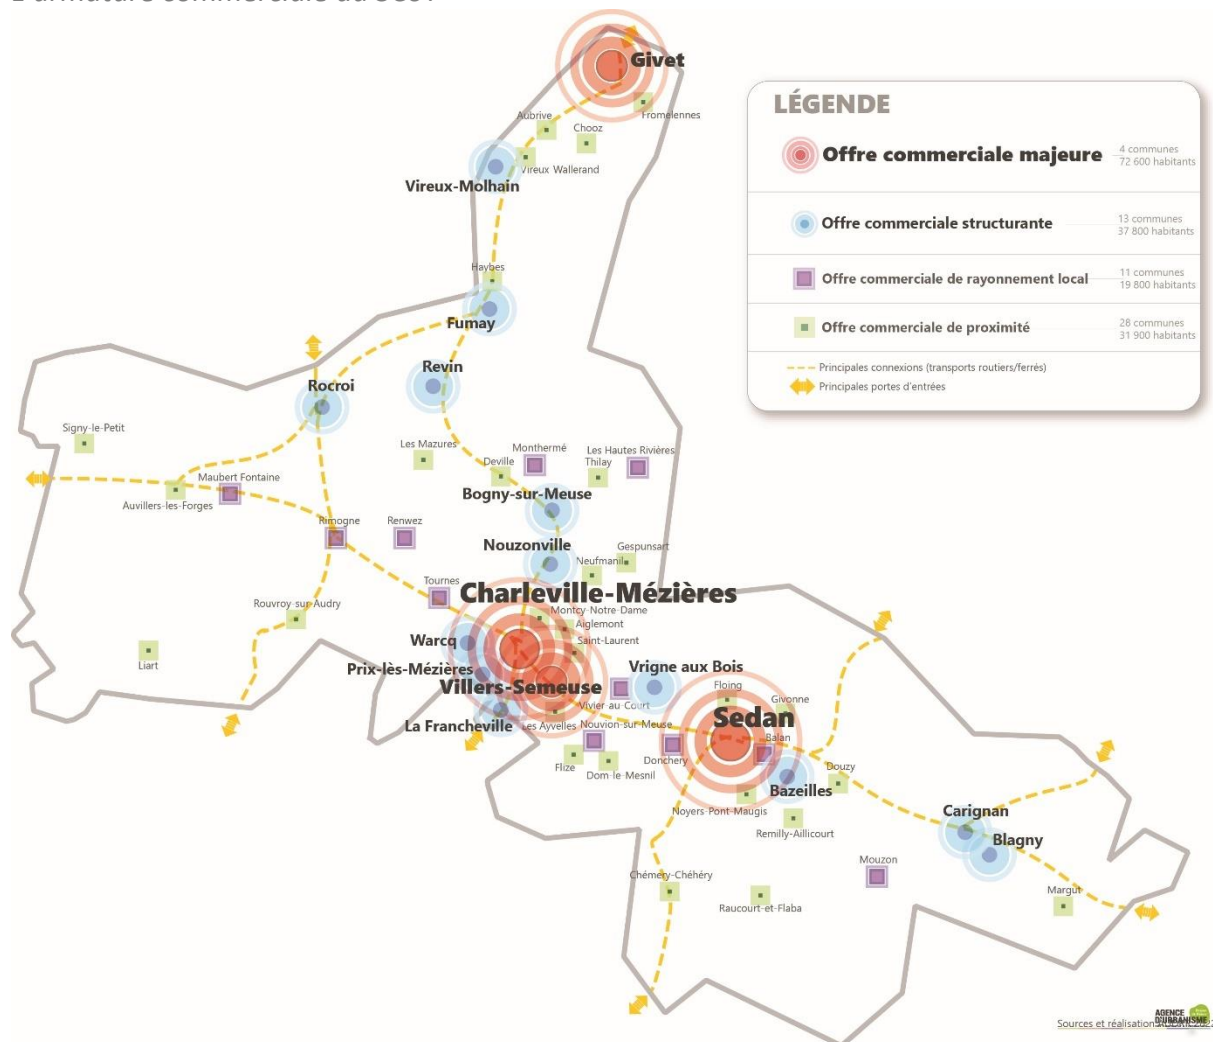 Givet
Fromelennes
Aubrive
Chooz
Vireux Wallerand
Vireux-Molhain
LÉGENDE
Offre commerciale majeure
4 communes
72 600 habitants
Offre commerciale structurante
13 communes
37 800 habitants
Offre commerciale de rayonnement local
11 communes
19 800 habitants
Offre commerciale de proximité
28 communes
31 900 habitants
Principales connexions (transports routiers/ferrés)
Principales portes d'entrées
Haybes
Fumay
Revin
Rocroi
Signy-le-Petit
Les Mazures
Monthermé
Les Hautes Rivières
Deville
Thilay
Maubert Fontaine
Auvillers-les-Forges
Bogny-sur-Meuse
Rimogne
Renwez
Nouzonville
Gespunsart
Neufmanil
Tournes
Charleville-Mézières
Rouvroy-sur-Audry
Montcy-Notre-Dame
Aiglemont
Saint-Laurent
Warcq
Liart
Prix-lès-Mézières
Vrigne aux Bois
Villers-Semeuse
Floing
Givonne
Vivier au Court
La Francheville
Les Ayvelles
Nouvion-sur-Meuse
Sedan
Balan
Donchery
Flize
Dom-le-Mesnil
Douzy
Bazeilles
Noyers-Pont-Maugis
Remilly-Aillicourt
Carignan
Blagny
Mouzon
Chémery-Chéhéry
Raucourt-et-Flaba
Margut
AGENCE
D'URBANISME
Sources et réalisation